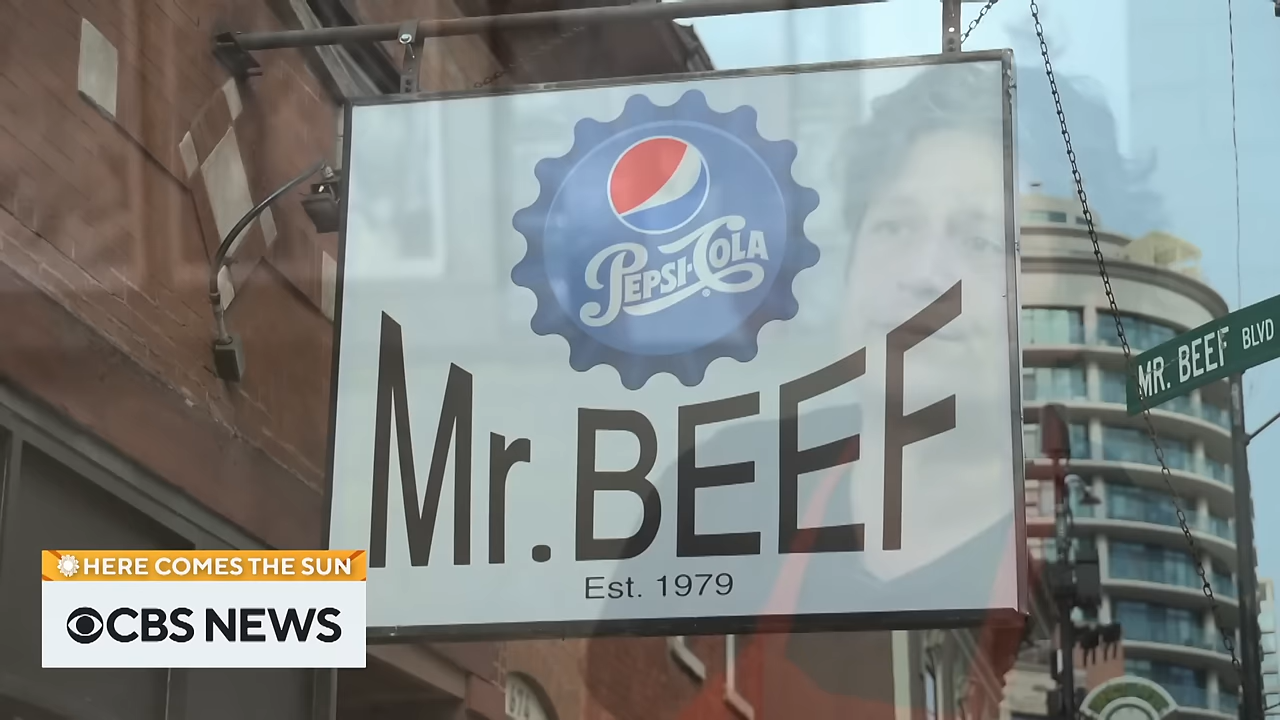 PEPSI-COLA
Mr. BEEF
Est. 1979
MR. BEEF BLVD
HERE COMES THE SUN
CBS NEWS